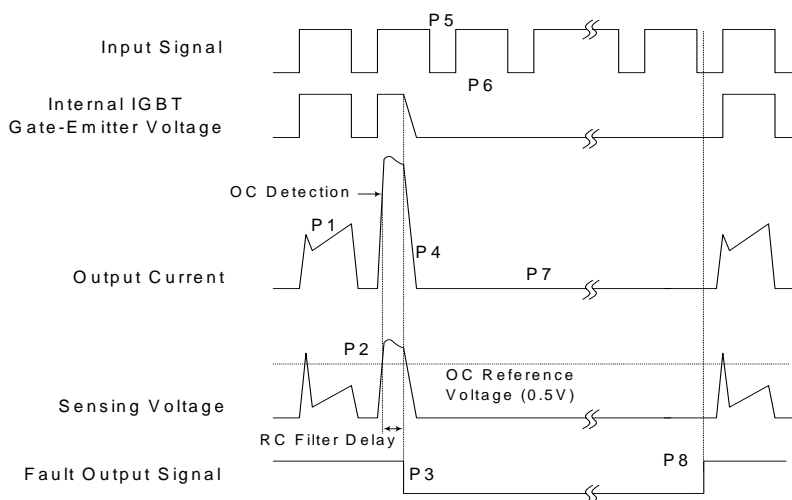 P5
Input Signal
P6
Internal IGBT
Gate-Emitter Voltage
OC Detection
P1
P4
P7
Output Current
P2
OC Reference
Voltage (0.5V)
Sensing Voltage
RC Filter Delay
P3
P8
Fault Output Signal